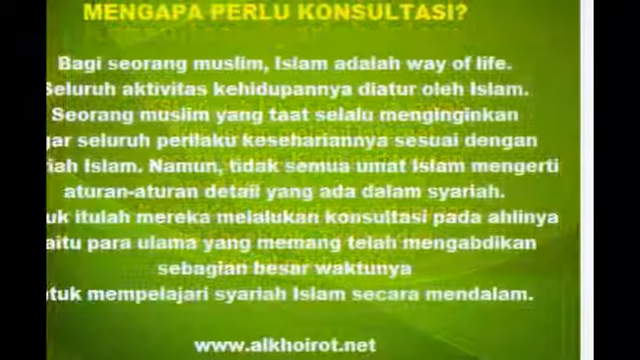 MENGAPA PERLU KONSULTASI?
Bagi seorang muslim, Islam adalah way of life.
Seluruh aktivitas kehidupannya diatur oleh Islam.
Seorang muslim yang taat selalu menginginkan
gar seluruh perilaku kesehariannya sesuai dengan
iah Islam. Namun, tidak semua umat Islam mengerti
aturan-aturan detail yang ada dalam syariah.
uk itulah mereka melalukan konsultasi pada ahlinya
aitu para ulama yang memang telah mengabdikan
sebagian besar waktunya
tuk mempelajari syariah Islam secara mendalam.
www.alkhoirot.net